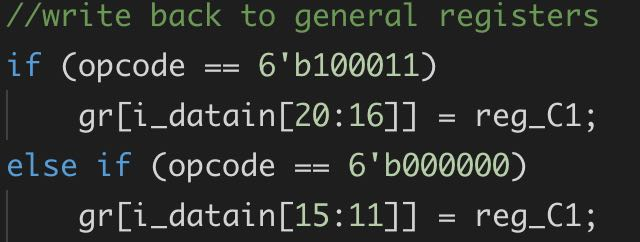 //write back to general registers
if (opcode == 6'b100011)
gr[i_datain[20:16]] = reg_C1;
else if (opcode == 6'b000000)
gr[i_datain[15:11]] = reg_C1;